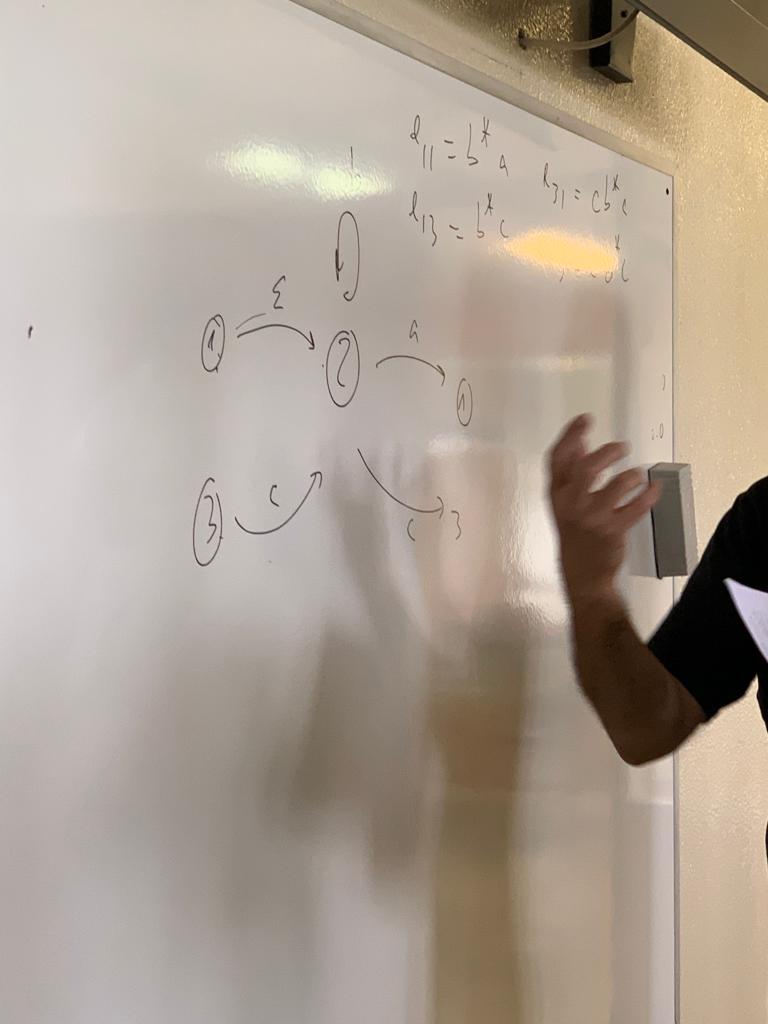 b
R₁₁ = b* a
R₁₃ = b* c
R₃₁ = cb*
ε
a
1
2
1
3
c
c
3